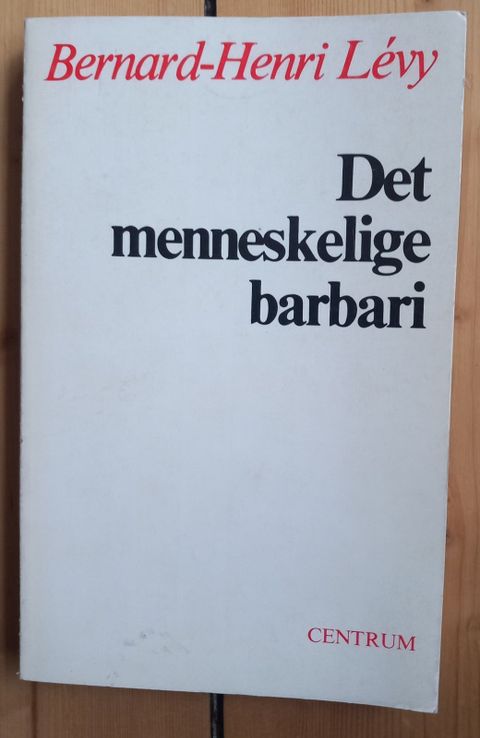 Bernard-Henri Lévy
Det
menneskelige
barbari
CENTRUM